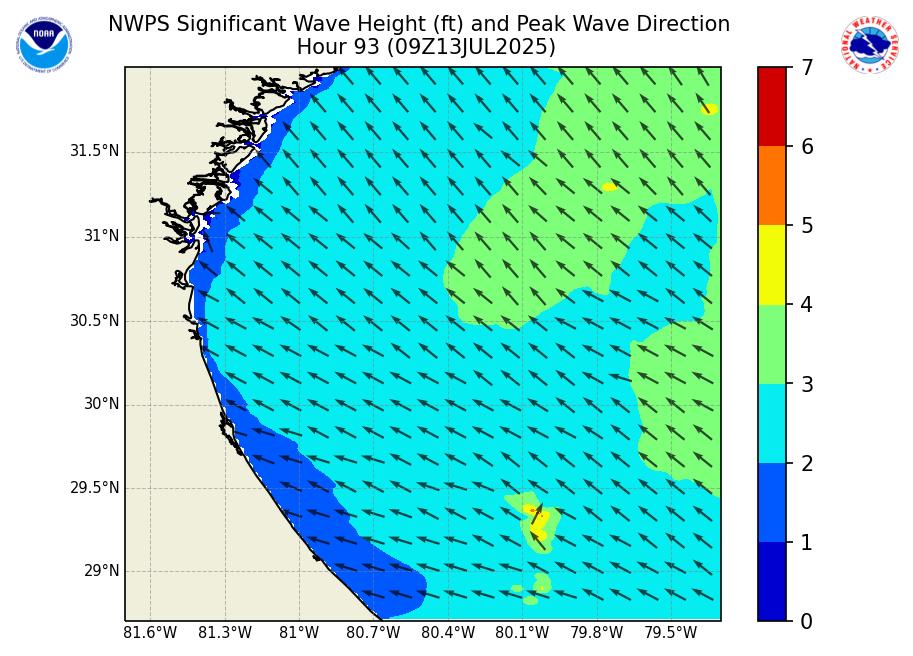 NWPS Significant Wave Height (ft) and Peak Wave Direction
Hour 93 (09Z13JUL2025)
NOAA
NATIONAL WEATHER SERVICE
31.5°N
31°N
30.5°N
30°N
29.5°N
29°N
81.6°W 81.3°W 81°W 80.7°W 80.4°W 80.1°W 79.8°W 79.5°W
7
6
5
4
3
2
1
0